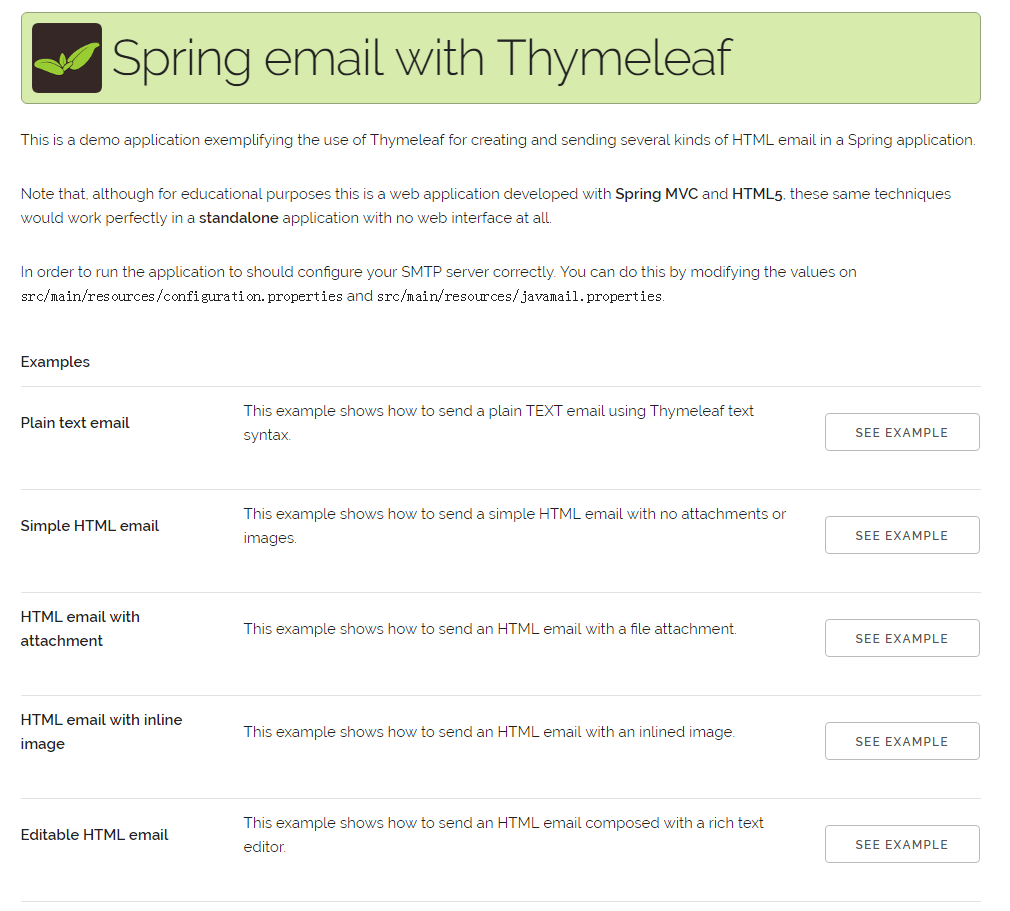 Spring email with Thymeleaf
This is a demo application exemplifying the use of Thymeleaf for creating and sending several kinds of HTML email in a Spring application.
Note that, although for educational purposes this is a web application developed with Spring MVC and HTML5, these same techniques
would work perfectly in a standalone application with no web interface at all.
In order to run the application to should configure your SMTP server correctly. You can do this by modifying the values on
src/main/resources/configuration.properties and src/main/resources/javamail.properties.
Examples
Plain text email
This example shows how to send a plain TEXT email using Thymeleaf text
syntax.
SEE EXAMPLE
Simple HTML email
This example shows how to send a simple HTML email with no attachments or
images.
SEE EXAMPLE
HTML email with
attachment
This example shows how to send an HTML email with a file attachment.
SEE EXAMPLE
HTML email with inline
image
This example shows how to send an HTML email with an inlined image.
SEE EXAMPLE
Editable HTML email
This example shows how to send an HTML email composed with a rich text
editor.
SEE EXAMPLE